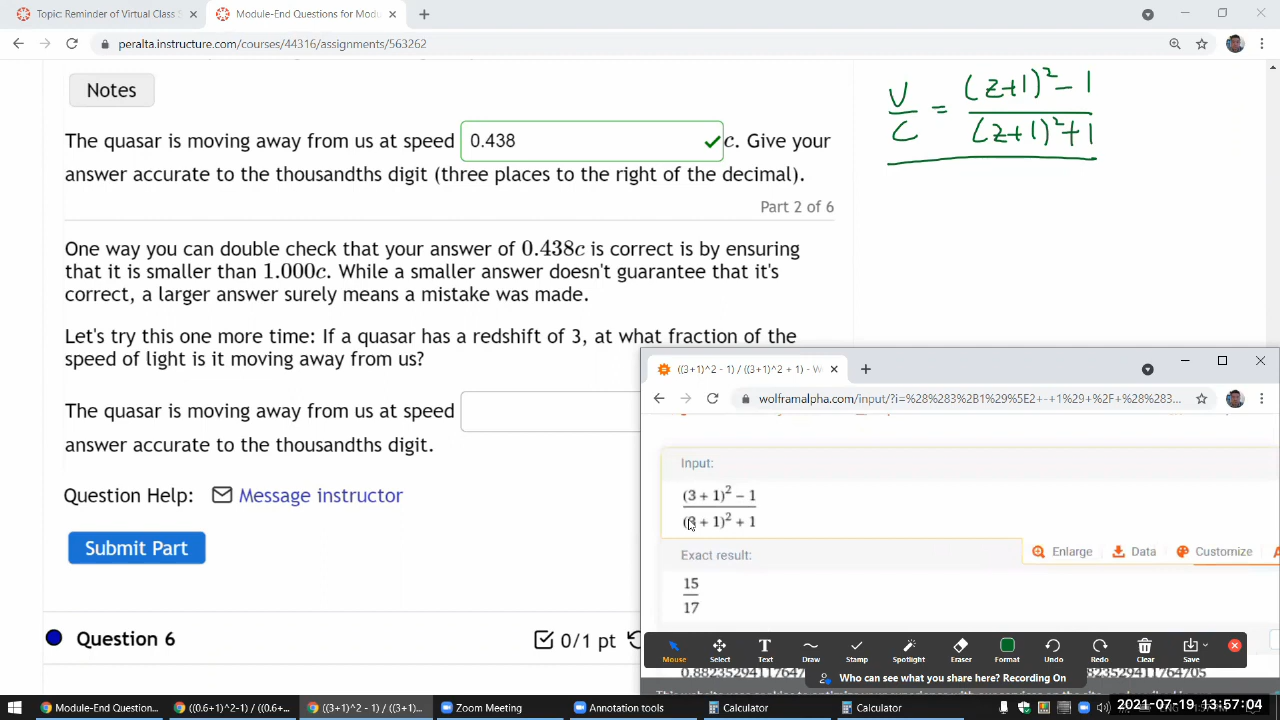 Topic: Reminder of Virtual Class S
Module-End Questions for Modu
peralta.instructure.com/courses/44316/assignments/563262
Notes
The quasar is moving away from us at speed 0.438 c. Give your
answer accurate to the thousandths digit (three places to the right of the decimal).
Part 2 of 6
V/C = (z+1)² - 1 / (z+1)² + 1
One way you can double check that your answer of 0.438c is correct is by ensuring
that it is smaller than 1.000c. While a smaller answer doesn't guarantee that it's
correct, a larger answer surely means a mistake was made.
Let's try this one more time: If a quasar has a redshift of 3, at what fraction of the
speed of light is it moving away from us?
The quasar is moving away from us at speed
answer accurate to the thousandths digit.
Question Help: Message instructor
Submit Part
Question 6
0/1 pt
((3+1)^2 - 1) / ((3+1)^2 + 1) - W
wolframalpha.com/input/?i=%28%283%2B1%29%5E2+-+1%29+%2F+%28%283...
Input:
(3 + 1)² − 1
(3 + 1)² + 1
Exact result:
Enlarge Data Customize
15
17
Mouse Select Text Draw Stamp Spotlight Eraser Format Undo Redo Clear Save
Who can see what you share here? Recording On
Module-End Question... ((0.6+1)^2-1) / ((0.6+... ((3+1)^2 - 1) / ((3+1)... Zoom Meeting Annotation tools Calculator Calculator
2021-07-19 13:57:04